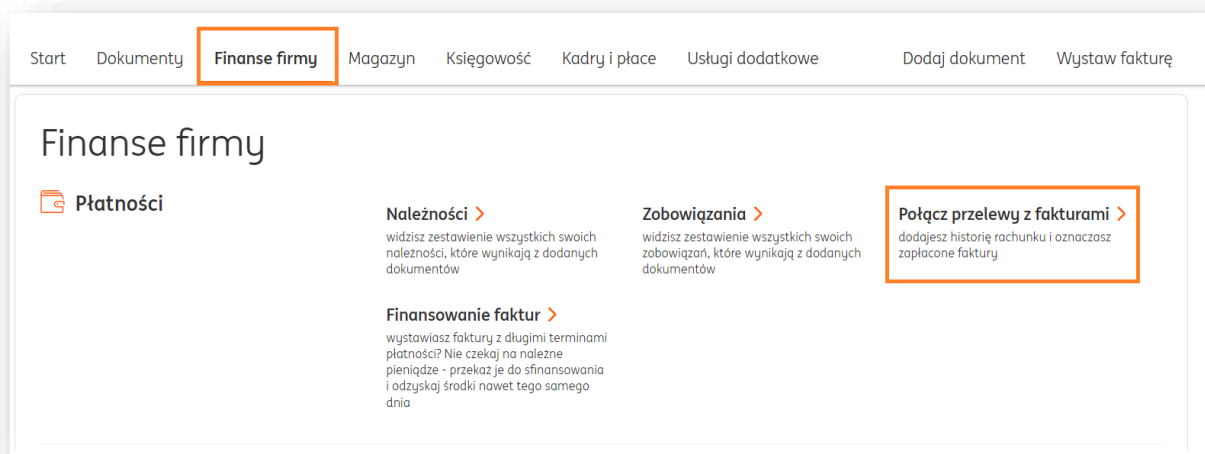 Start Dokumenty Finanse firmy Magazyn Księgowość Kadry i płace Usługi dodatkowe Dodaj dokument Wystaw fakturę
Finanse firmy
Płatności
Należności
widzisz zestawienie wszystkich swoich
należności, które wynikają z dodanych
dokumentów
Zobowiązania
widzisz zestawienie wszystkich swoich
zobowiązań, które wynikają z dodanych
dokumentów
Połącz przelewy z fakturami
dodajesz historię rachunku i oznaczasz
zapłacone faktury
Finansowanie faktur
wystawiasz faktury z długimi terminami
płatności? Nie czekaj na należne
pieniądze - przekaż je do sfinansowania
i odzyskaj środki nawet tego samego
dnia